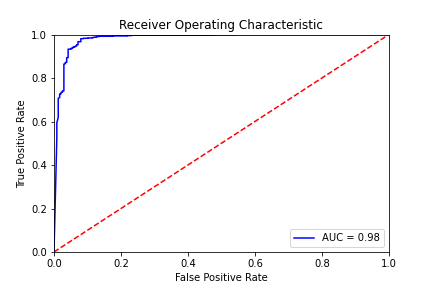 Receiver Operating Characteristic
1.0
0.8
0.6
0.4
0.2
0.0
True Positive Rate
AUC = 0.98
0.0 0.2 0.4 0.6 0.8 1.0
False Positive Rate